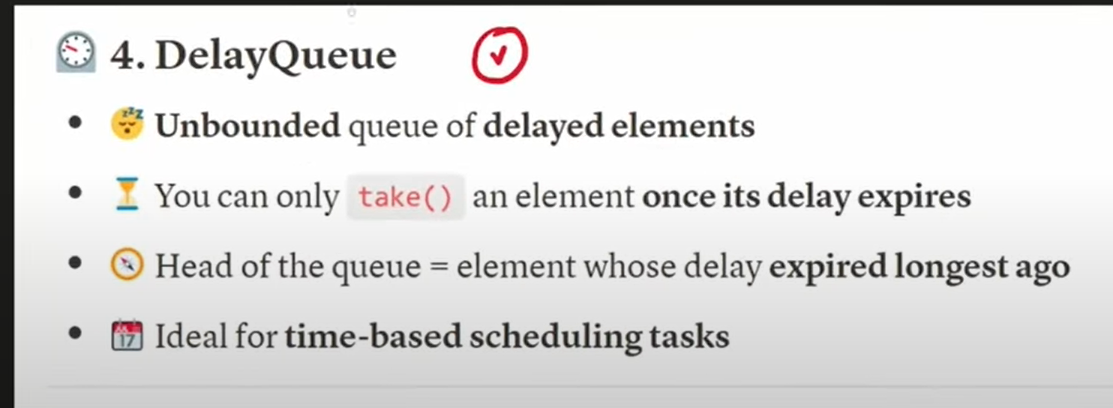 4. DelayQueue
Unbounded queue of delayed elements
You can only take() an element once its delay expires
Head of the queue = element whose delay expired longest ago
Ideal for time-based scheduling tasks